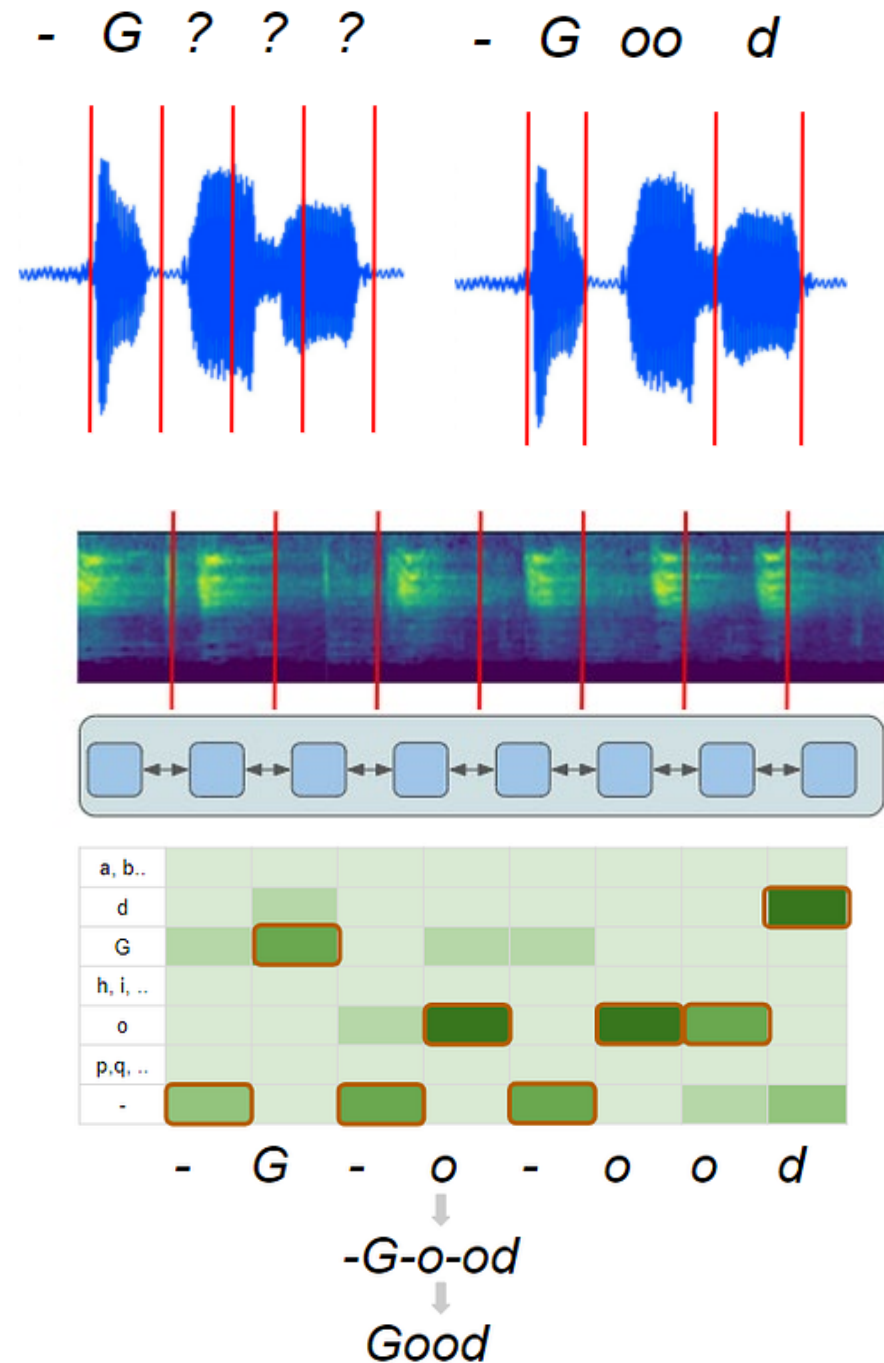 - G ? ? ?
- G oo d
a, b..
d
G
h, i, ..
o
p,q, ..
-
- G - o - o o d
-G-o-od
Good